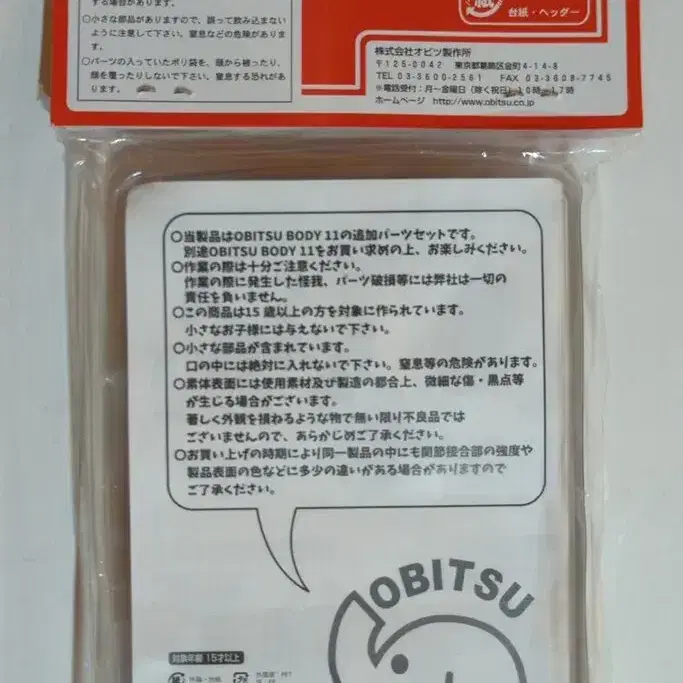 する場合があります。
○小さな部品がありますので、誤って飲み込まない
ように注意して下さい。窒息などの危険がありま
す。
○パーツの入っていたポリ袋を、頭から被ったり、
顔を覆ったりしないで下さい。窒息する恐れがあ
ります。
紙
台紙・ヘッダー
株式会社オビツ製作所
〒125-0042 東京都葛飾区金町4-14-8
TEL 03-3600-2561 FAX 03-3608-7745
※電話受付：月〜金曜日（除く祝日）10時〜17時
ホームページ http://www.obitsu.co.jp
○当製品はOBITSU BODY 11の追加パーツセットです。
別途OBITSU BODY 11をお買い求めの上、お楽しみください。
○作業の際は十分ご注意ください。
作業の際に発生した怪我、パーツ破損等には弊社は一切の
責任を負いません。
○この商品は15歳以上の方を対象に作られています。
小さなお子様には与えないで下さい。
○小さな部品が含まれています。
口の中には絶対に入れないで下さい。窒息等の危険があります。
○素体表面には使用素材及び製造の都合上、微細な傷・黒点等
が生じる場合がございます。
著しく外観を損ねるような物で無い限り不良品では
ございませんので、あらかじめご了承ください。
○お買い上げの時期により同一製品の中にも関節接合部の強度や
製品表面の色などに多少の違いがある場合がありますので
ご了承ください。
OBITSU
対象年齢 15才以上
紙
プラ
PET